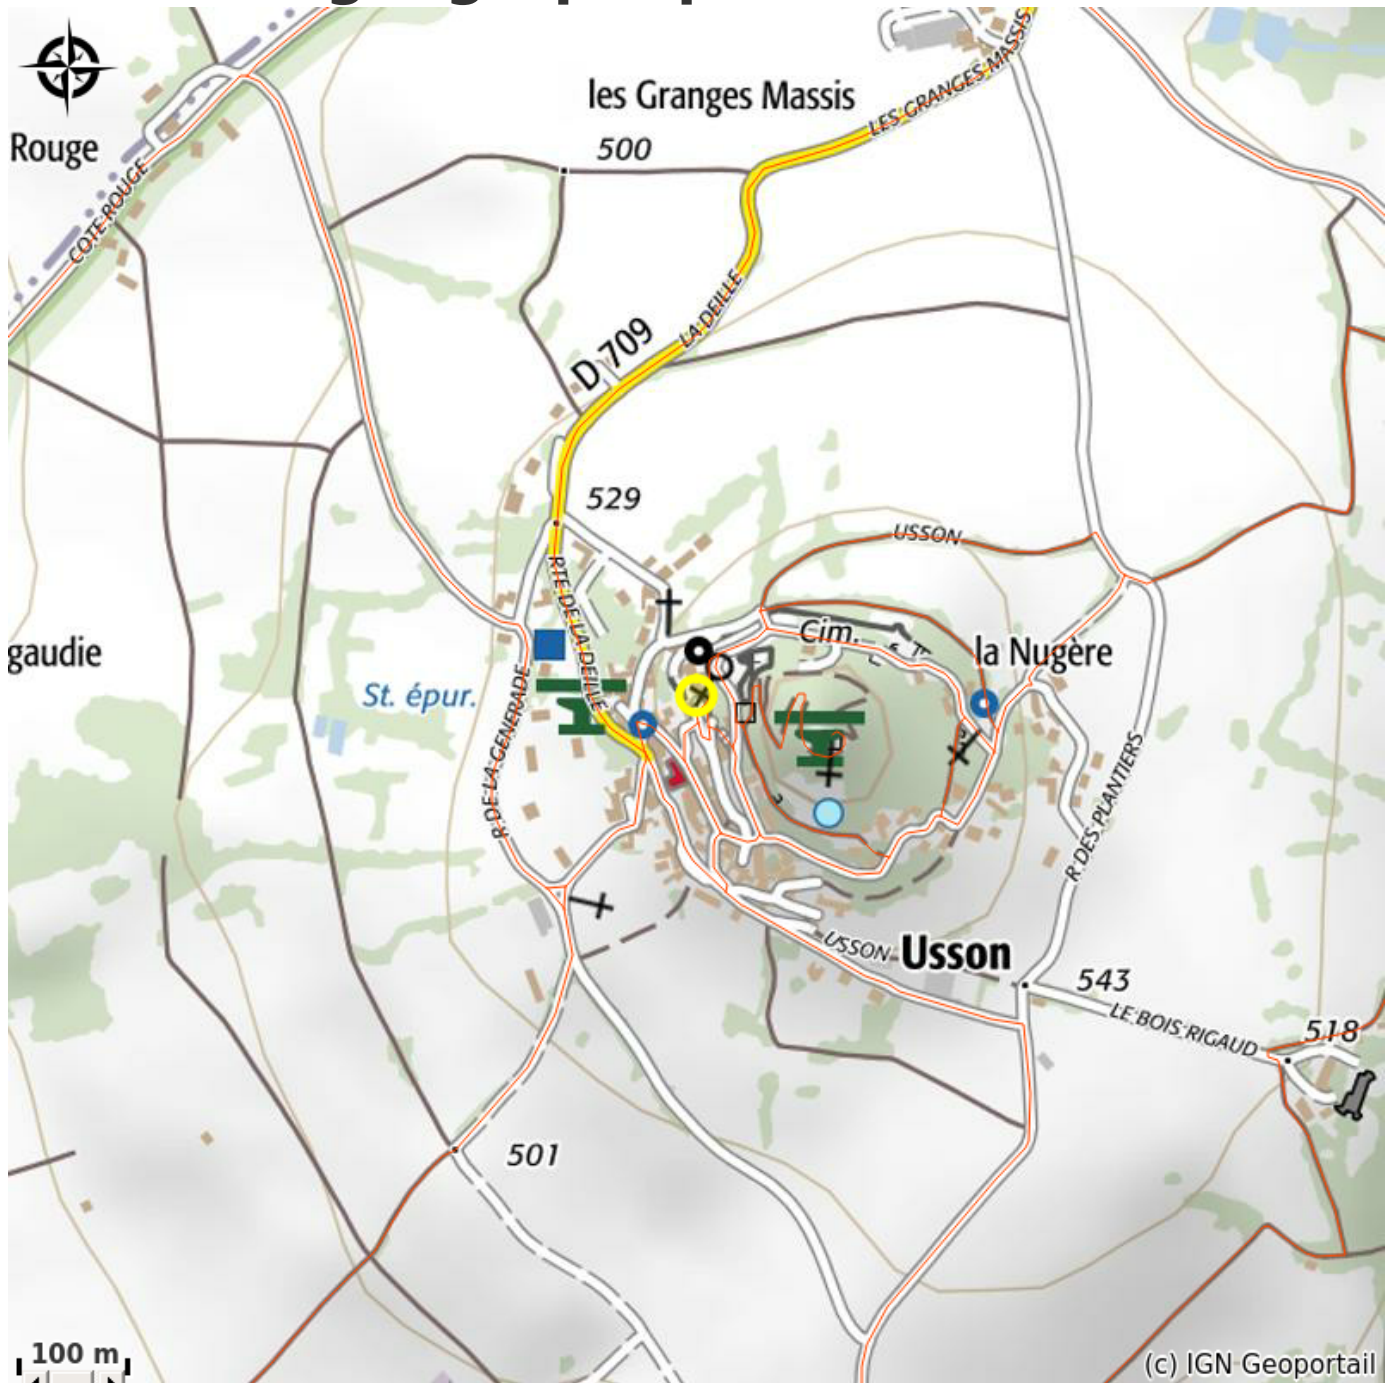 les Granges Massis
LES GRANGES MASSIS
Rouge
500
COTE ROUGE
LA DEILLE
D 709
529
USSON
RTE DE LA DEILLE
Cim.
la Nugère
gaudie
St. épur.
R DE LA GENERADE
R DES PLANTIERS
USSON
Usson
543
LE BOIS RIGAUD
518
501
100 m
(c) IGN Geoportail